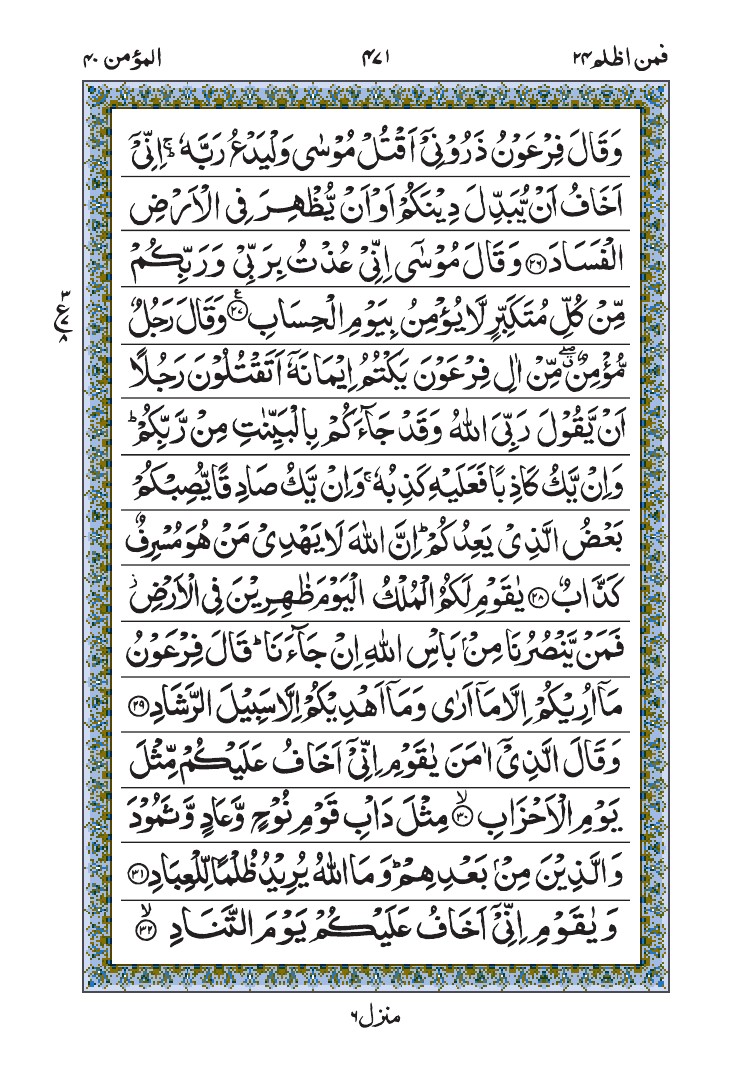 فمن اظلم ۲۴ ۴۷۱ المؤمن ۴۰
وَقَالَ فِرْعَوْنُ ذَرُوْنِیْۤ اَقْتُلْ مُوْسٰی وَلْیَدْعُ رَبَّهٗ ۚ اِنِّیْۤ
اَخَافُ اَنْ یُّبَدِّلَ دِیْنَكُمْ اَوْ اَنْ یُّظْهِرَ فِی الْاَرْضِ
الْفَسَادَ ﴿۲۶﴾ وَقَالَ مُوْسٰۤی اِنِّیْ عُذْتُ بِرَبِّیْ وَرَبِّكُمْ
مِّنْ كُلِّ مُتَكَبِّرٍ لَّا یُؤْمِنُ بِیَوْمِ الْحِسَابِ ﴿۲۷﴾ ع وَقَالَ رَجُلٌ
ع ۳ ۷ ۸
مُّؤْمِنٌ ۖۗ مِّنْ اٰلِ فِرْعَوْنَ یَكْتُمُ اِیْمَانَهٗۤ اَتَقْتُلُوْنَ رَجُلًا
اَنْ یَّقُوْلَ رَبِّیَ اللّٰهُ وَقَدْ جَآءَكُمْ بِالْبَیِّنٰتِ مِنْ رَّبِّكُمْ ؕ
وَاِنْ یَّكُ كَاذِبًا فَعَلَیْهِ كَذِبُهٗ ۚ وَاِنْ یَّكُ صَادِقًا یُّصِبْكُمْ
بَعْضُ الَّذِیْ یَعِدُكُمْ ؕ اِنَّ اللّٰهَ لَا یَهْدِیْ مَنْ هُوَ مُسْرِفٌ
كَذَّابٌ ﴿۲۸﴾ یٰقَوْمِ لَكُمُ الْمُلْكُ الْیَوْمَ ظٰهِرِیْنَ فِی الْاَرْضِ ؗ
فَمَنْ یَّنْصُرُنَا مِنْۢ بَاْسِ اللّٰهِ اِنْ جَآءَنَا ؕ قَالَ فِرْعَوْنُ
مَاۤ اُرِیْكُمْ اِلَّا مَاۤ اَرٰی وَمَاۤ اَهْدِیْكُمْ اِلَّا سَبِیْلَ الرَّشَادِ ﴿۲۹﴾
وَقَالَ الَّذِیْۤ اٰمَنَ یٰقَوْمِ اِنِّیْۤ اَخَافُ عَلَیْكُمْ مِّثْلَ
یَوْمِ الْاَحْزَابِ ۙ﴿۳۰﴾ مِثْلَ دَاْبِ قَوْمِ نُوْحٍ وَّعَادٍ وَّثَمُوْدَ
وَالَّذِیْنَ مِنْۢ بَعْدِهِمْ ؕ وَمَا اللّٰهُ یُرِیْدُ ظُلْمًا لِّلْعِبَادِ ﴿۳۱﴾
وَیٰقَوْمِ اِنِّیْۤ اَخَافُ عَلَیْكُمْ یَوْمَ التَّنَادِ ۙ﴿۳۲﴾
منزل ۶